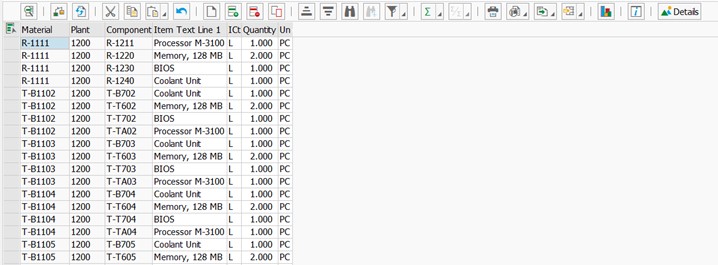 Details
Material Plant Component Item Text Line 1 ICt Quantity Un
R-1111 1200 R-1211 Processor M-3100 L 1.000 PC
R-1111 1200 R-1220 Memory, 128 MB L 2.000 PC
R-1111 1200 R-1230 BIOS L 1.000 PC
R-1111 1200 R-1240 Coolant Unit L 1.000 PC
T-B1102 1200 T-B702 Coolant Unit L 1.000 PC
T-B1102 1200 T-T602 Memory, 128 MB L 2.000 PC
T-B1102 1200 T-T702 BIOS L 1.000 PC
T-B1102 1200 T-TA02 Processor M-3100 L 1.000 PC
T-B1103 1200 T-B703 Coolant Unit L 1.000 PC
T-B1103 1200 T-T603 Memory, 128 MB L 2.000 PC
T-B1103 1200 T-T703 BIOS L 1.000 PC
T-B1103 1200 T-TA03 Processor M-3100 L 1.000 PC
T-B1104 1200 T-B704 Coolant Unit L 1.000 PC
T-B1104 1200 T-T604 Memory, 128 MB L 2.000 PC
T-B1104 1200 T-T704 BIOS L 1.000 PC
T-B1104 1200 T-TA04 Processor M-3100 L 1.000 PC
T-B1105 1200 T-B705 Coolant Unit L 1.000 PC
T-B1105 1200 T-T605 Memory, 128 MB L 2.000 PC